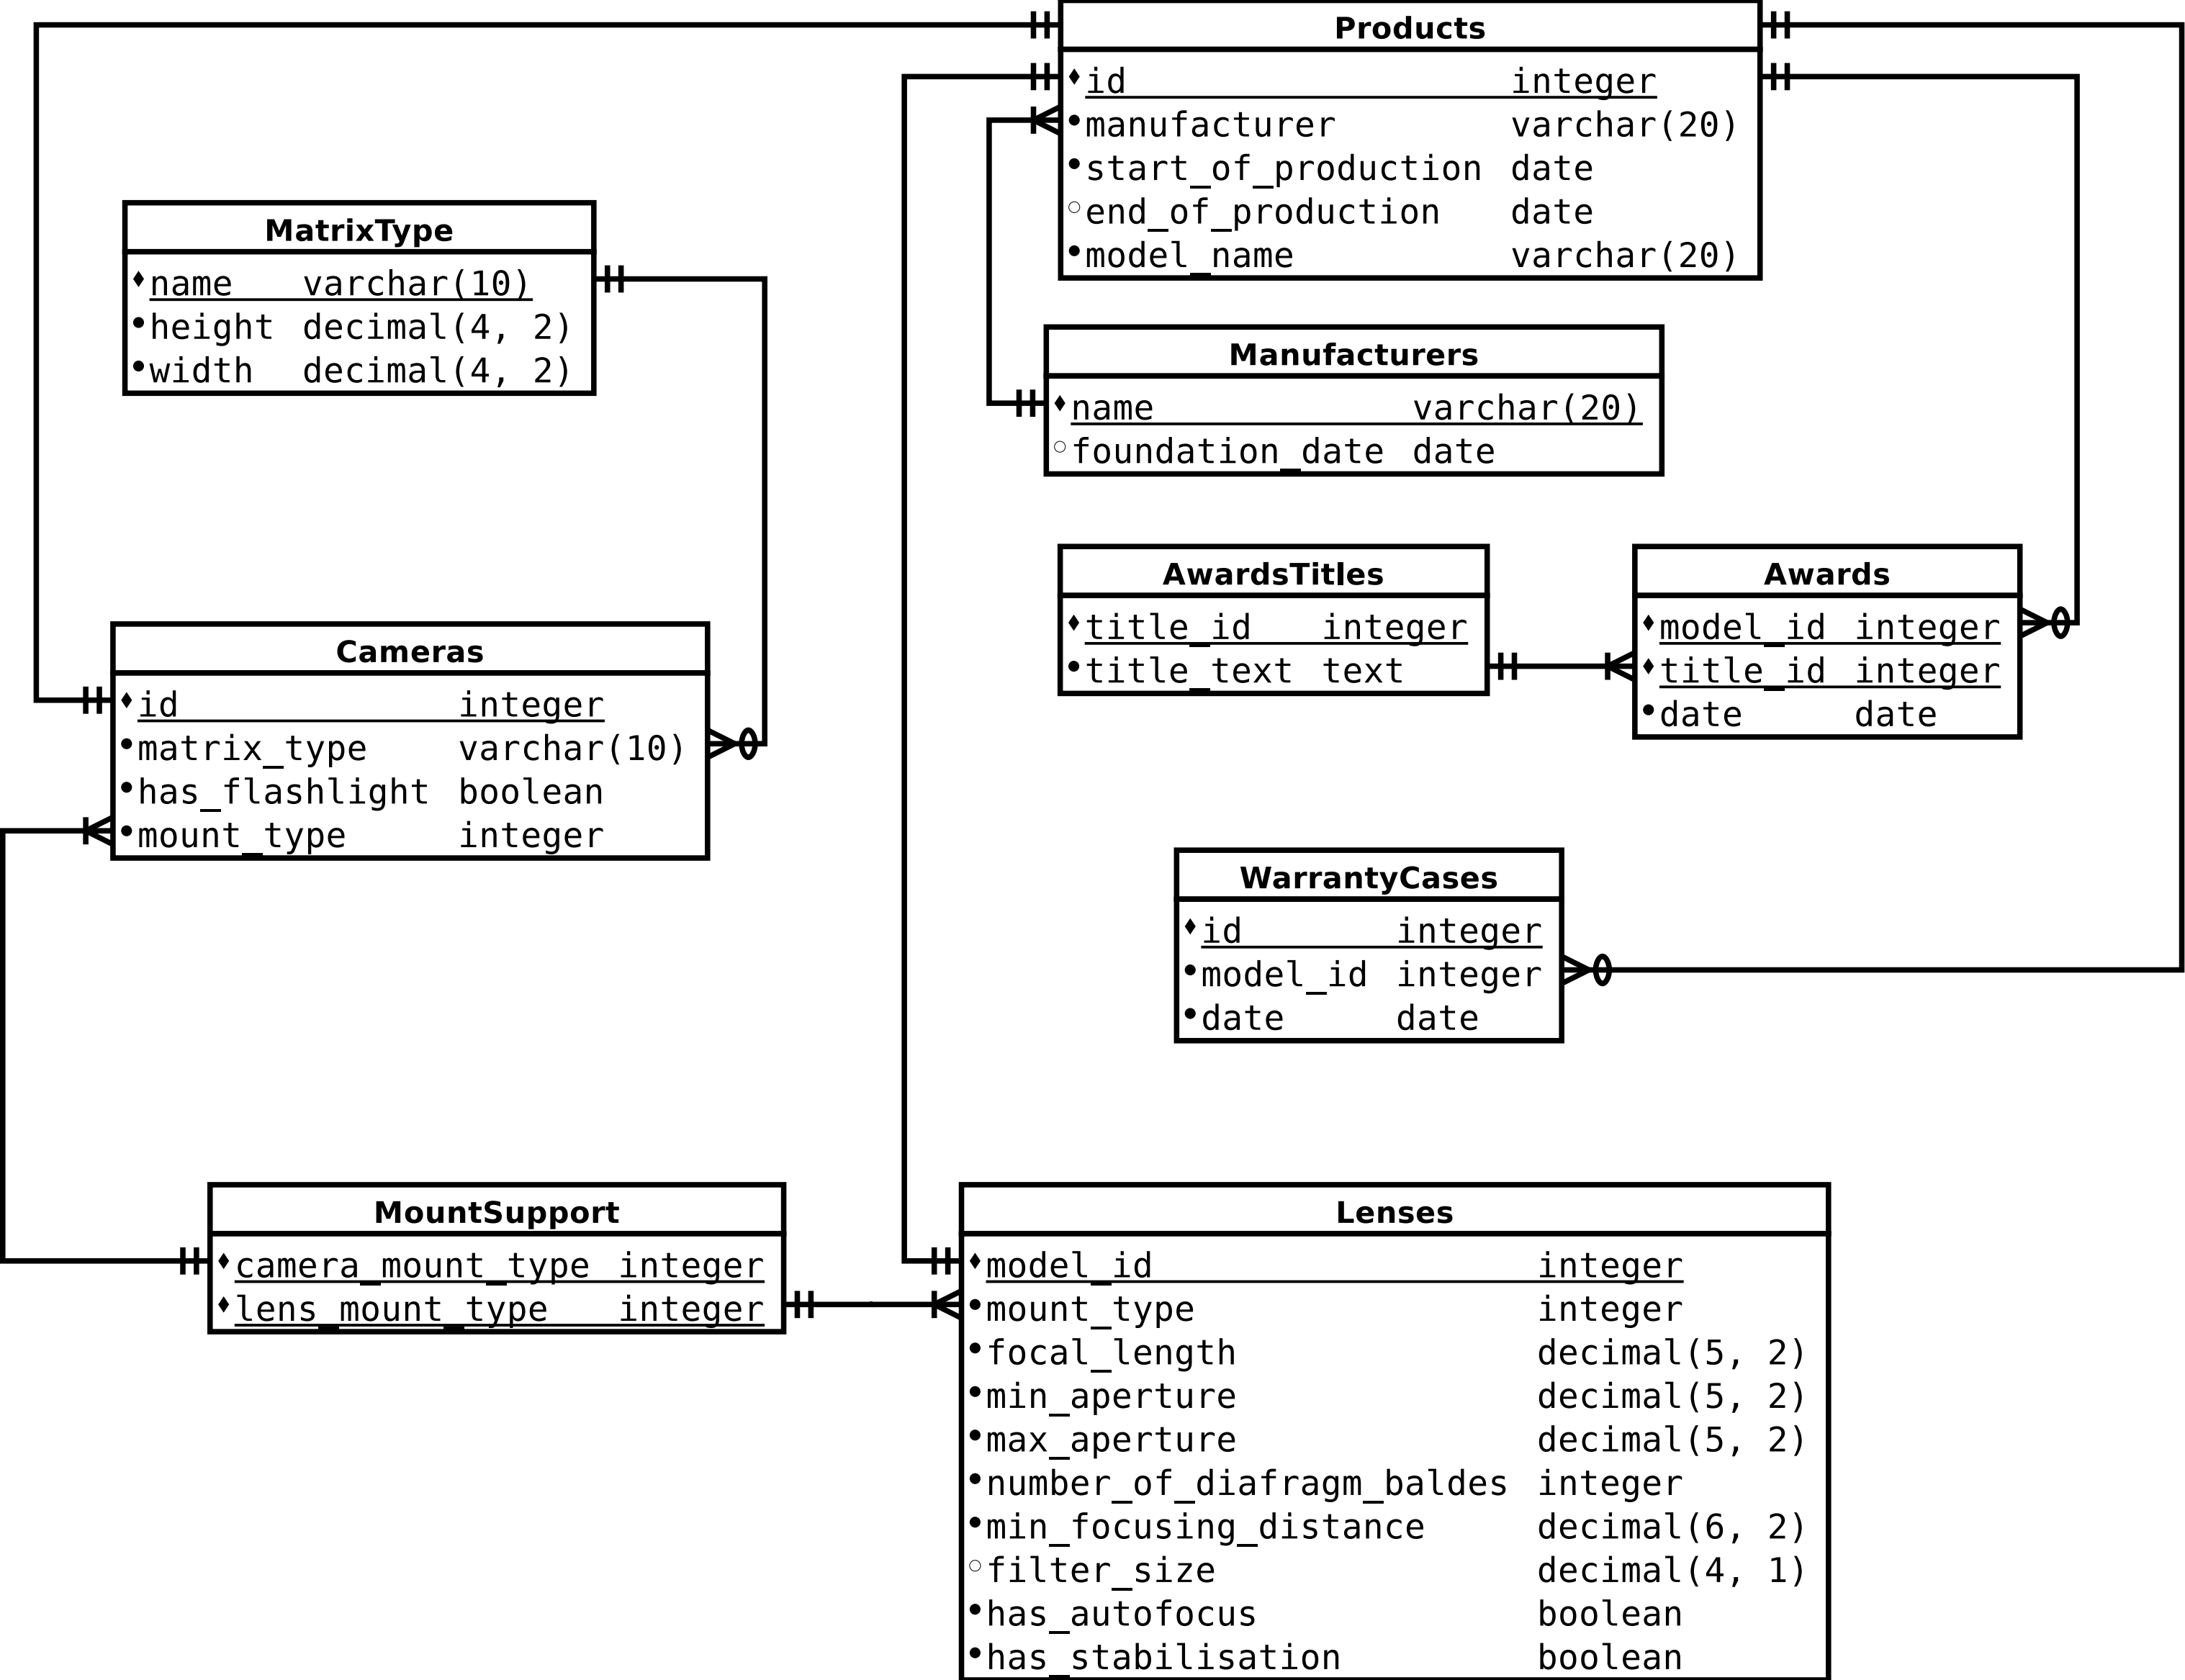 Products
id integer
manufacturer varchar(20)
start_of_production date
end_of_production date
model_name varchar(20)
MatrixType
name varchar(10)
height decimal(4, 2)
width decimal(4, 2)
Manufacturers
name varchar(20)
foundation_date date
AwardsTitles
title_id integer
title_text text
Awards
model_id integer
title_id integer
date date
Cameras
id integer
matrix_type varchar(10)
has_flashlight boolean
mount_type integer
WarrantyCases
id integer
model_id integer
date date
MountSupport
camera_mount_type integer
lens_mount_type integer
Lenses
model_id integer
mount_type integer
focal_length decimal(5, 2)
min_aperture decimal(5, 2)
max_aperture decimal(5, 2)
number_of_diafragm_baldes integer
min_focusing_distance decimal(6, 2)
filter_size decimal(4, 1)
has_autofocus boolean
has_stabilisation boolean